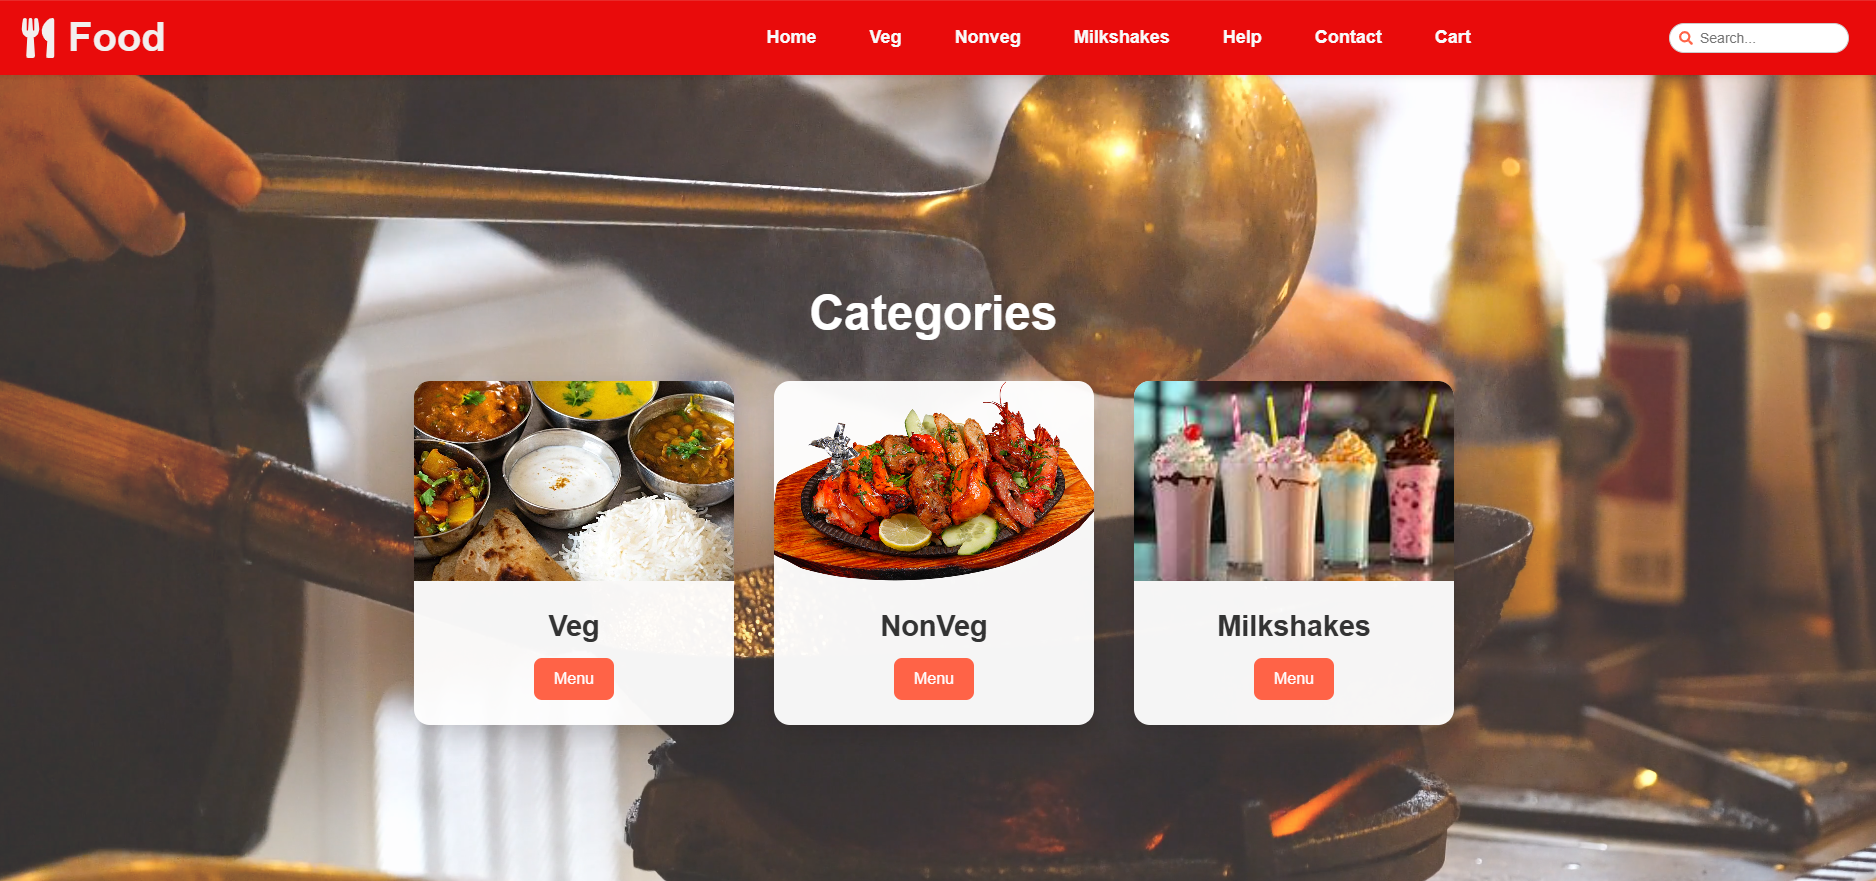 Food
Home Veg Nonveg Milkshakes Help Contact Cart
Search...
Categories
Veg
NonVeg
Milkshakes
Menu
Menu
Menu